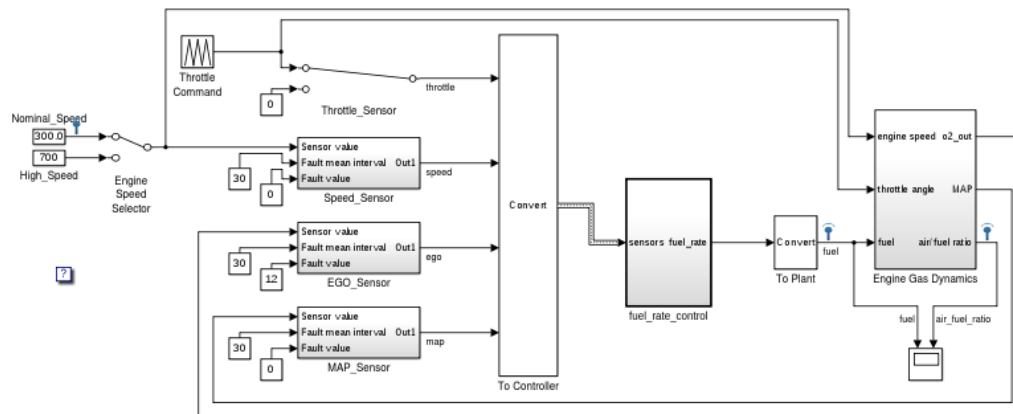 Throttle
Command
0
throttle
Throttle_Sensor
Nominal_Speed
300.0
700
High_Speed
Engine
Speed
Selector
30
0
Sensor value
Fault mean interval Out1
Fault value
speed
Speed_Sensor
30
12
Sensor value
Fault mean interval Out1
Fault value
ego
EGO_Sensor
30
0
Sensor value
Fault mean interval Out1
Fault value
map
MAP_Sensor
?
Convert
To Controller
sensors fuel_rate
fuel_rate_control
Convert
To Plant
fuel
engine speed o2_out
throttle angle MAP
fuel air/fuel ratio
Engine Gas Dynamics
fuel
air_fuel_ratio